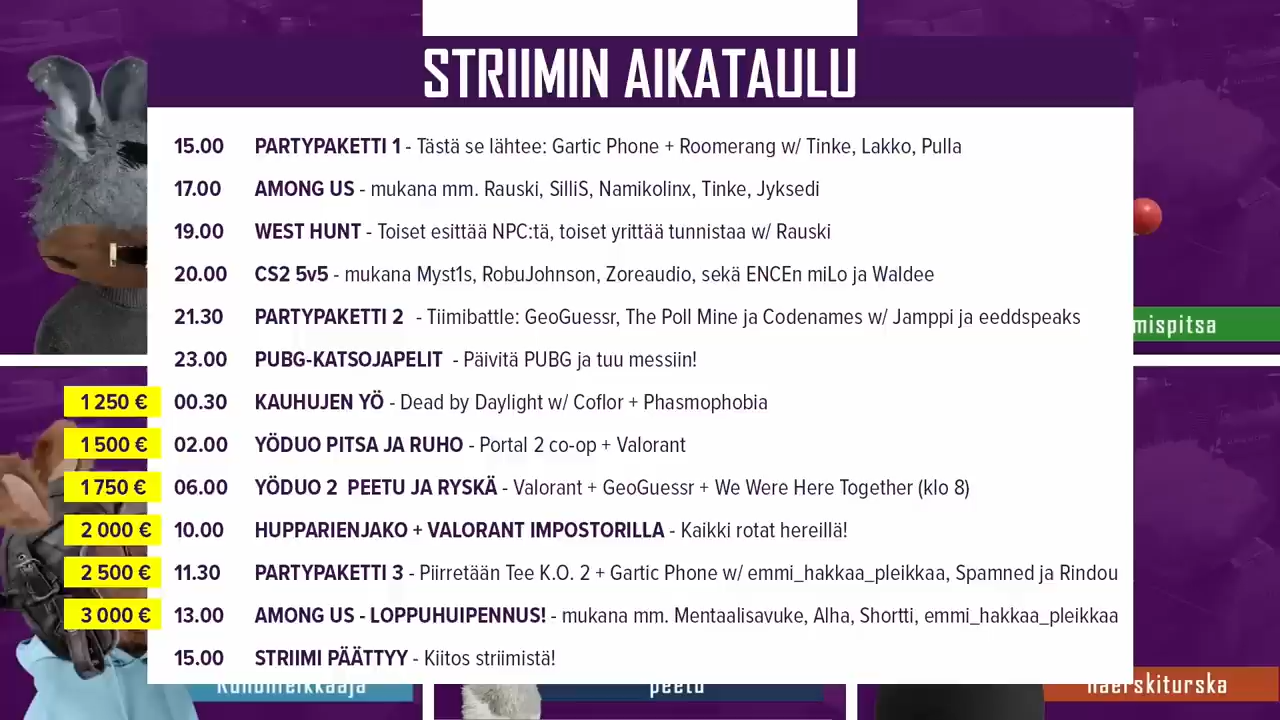 STRIIMIN AIKATAULU
15.00 PARTYPAKETTI 1 - Tästä se lähtee: Gartic Phone + Roomerang w/ Tinke, Lakko, Pulla
17.00 AMONG US - mukana mm. Rauski, SilliS, Namikolinx, Tinke, Jyksedi
19.00 WEST HUNT - Toiset esittää NPC:tä, toiset yrittää tunnistaa w/ Rauski
20.00 CS2 5v5 - mukana Myst1s, RobuJohnson, Zoreaudio, sekä ENCEn miLo ja Waldee
21.30 PARTYPAKETTI 2 - Tiimibattle: GeoGuessr, The Poll Mine ja Codenames w/ Jamppi ja eeddspeaks
mispitsa
23.00 PUBG-KATSOJAPELIT - Päivitä PUBG ja tuu messiin!
1 250 € 00.30 KAUHUJEN YÖ - Dead by Daylight w/ Coflor + Phasmophobia
1 500 € 02.00 YÖDUO PITSA JA RUHO - Portal 2 co-op + Valorant
1 750 € 06.00 YÖDUO 2 PEETU JA RYSKÄ - Valorant + GeoGuessr + We Were Here Together (klo 8)
2 000 € 10.00 HUPPARIENJAKO + VALORANT IMPOSTORILLA - Kaikki rotat hereillä!
2 500 € 11.30 PARTYPAKETTI 3 - Piirretään Tee K.O. 2 + Gartic Phone w/ emmi_hakkaa_pleikkaa, Spamned ja Rindou
3 000 € 13.00 AMONG US - LOPPUHUIPENNUS! - mukana mm. Mentaalisavuke, Alha, Shortti, emmi_hakkaa_pleikkaa
15.00 STRIIMI PÄÄTTYY - Kiitos striimistä!
peetu